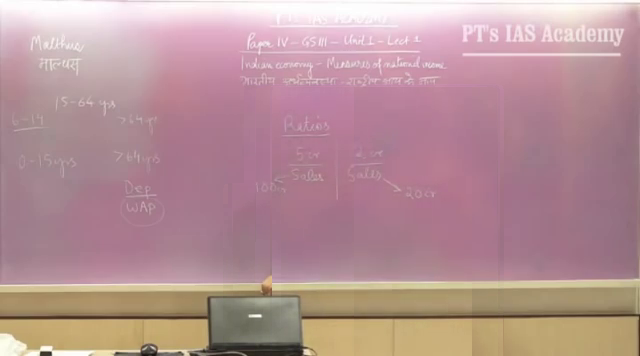 PT's IAS Academy
PT's IAS Academy
Paper IV - GS III - Unit 1 - Lect 1
Indian economy - Measures of national income
भारतीय अर्थव्यवस्था - राष्ट्रीय आय के माप
Malthus
माल्थस
15-64 yrs
6-14 >64 yr
0-15 yrs >64 yrs
Dep
WAP
Ratios
5 cr 2 cr
Sales Sales
100 cr 20 cr